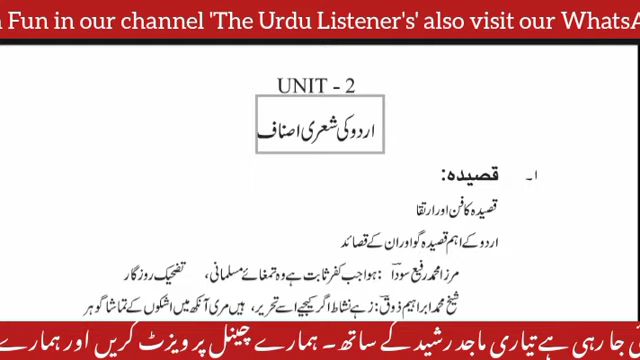 Fun in our channel 'The Urdu Listener's' also visit our WhatsA
UNIT - 2
اردو کی شعری اصناف
۱۔ قصیدہ:
قصیدہ کا فن اور ارتقا
اردو کے اہم قصیدہ گو اور ان کے قصائد
مرزا محمد رفیع سوداؔ : ہوا جب کفر ثابت ہے وہ تمغائے مسلمانی، تضحیک روزگار
شیخ محمد ابراہیم ذوقؔ: زہے نشاط اگر کیجیے اسے تحریر، ہیں مری آنکھ میں اشکوں کے تماشا گوہر
جا رہی ہے تیاری ماجد رشید کے ساتھ۔ ہمارے چینل پر ویزٹ کریں اور ہمارے